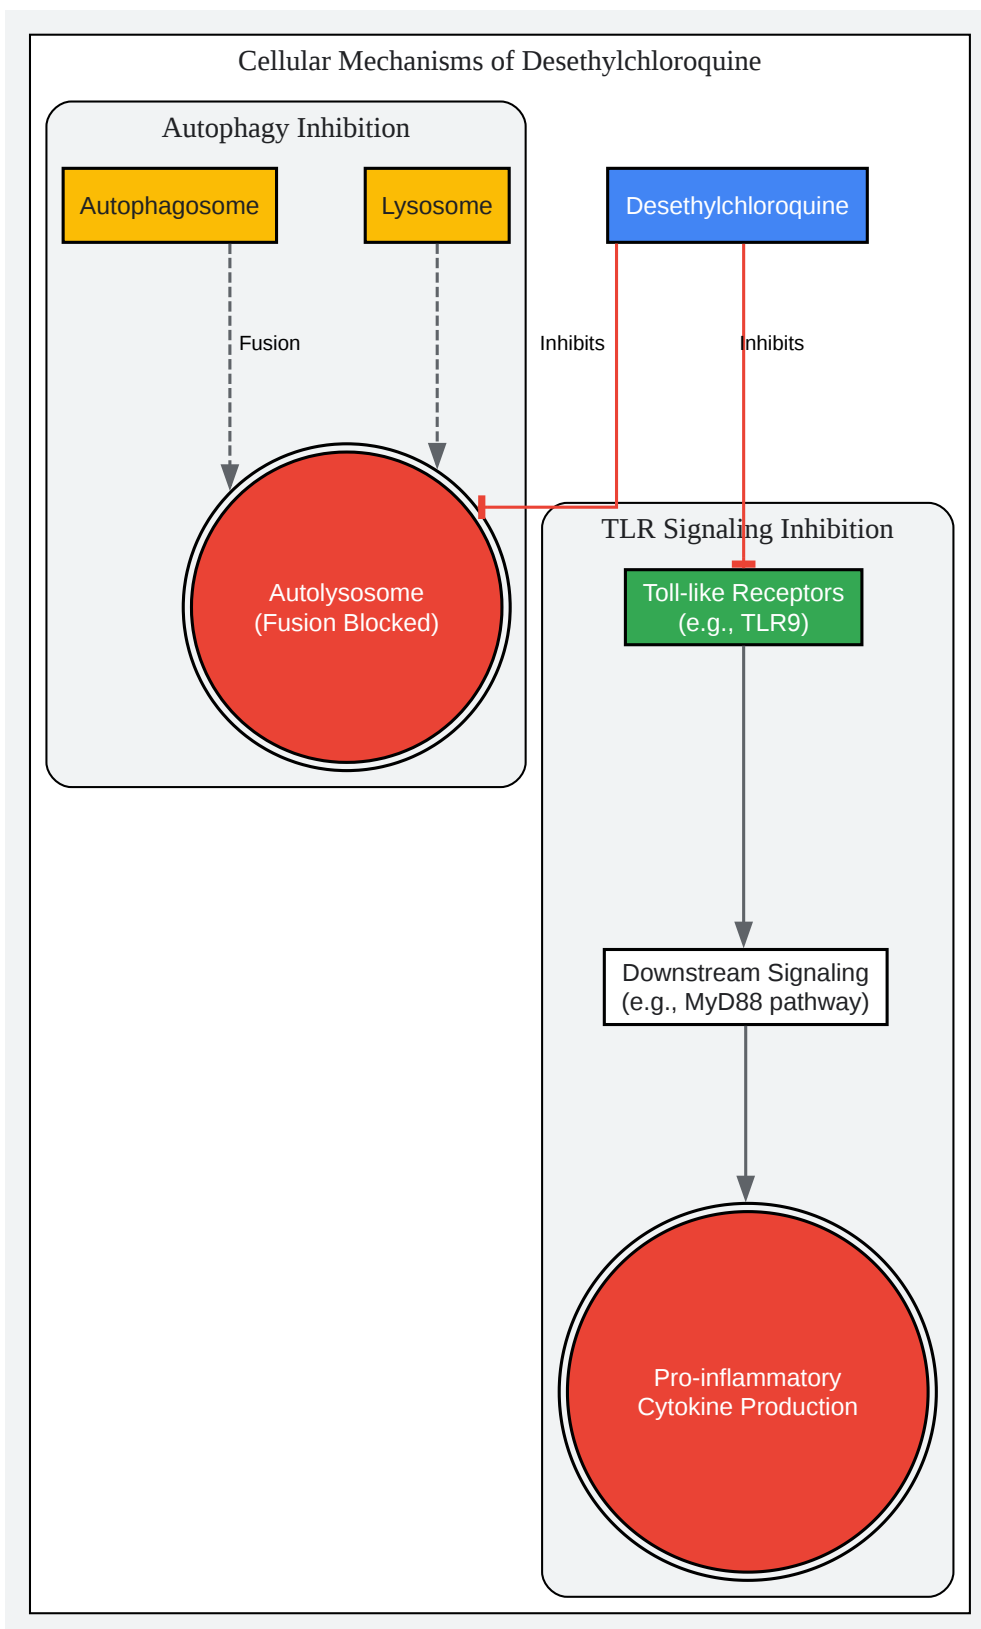 Cellular Mechanisms of Desethylchloroquine
Autophagy Inhibition
Autophagosome
Lysosome
Desethylchloroquine
Fusion
Inhibits
Inhibits
Autolysosome
(Fusion Blocked)
TLR Signaling Inhibition
Toll-like Receptors
(e.g., TLR9)
Downstream Signaling
(e.g., MyD88 pathway)
Pro-inflammatory
Cytokine Production